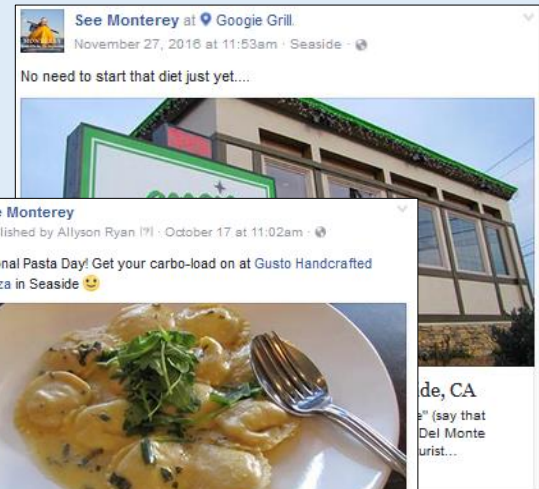 See Monterey at Googie Grill.
November 27, 2016 at 11:53am · Seaside ·
No need to start that diet just yet....
Monterey
lished by Allyson Ryan [?] · October 17 at 11:02am ·
nal Pasta Day! Get your carbo-load on at Gusto Handcrafted
za in Seaside 🙂
ide, CA
" (say that
Del Monte
urist...